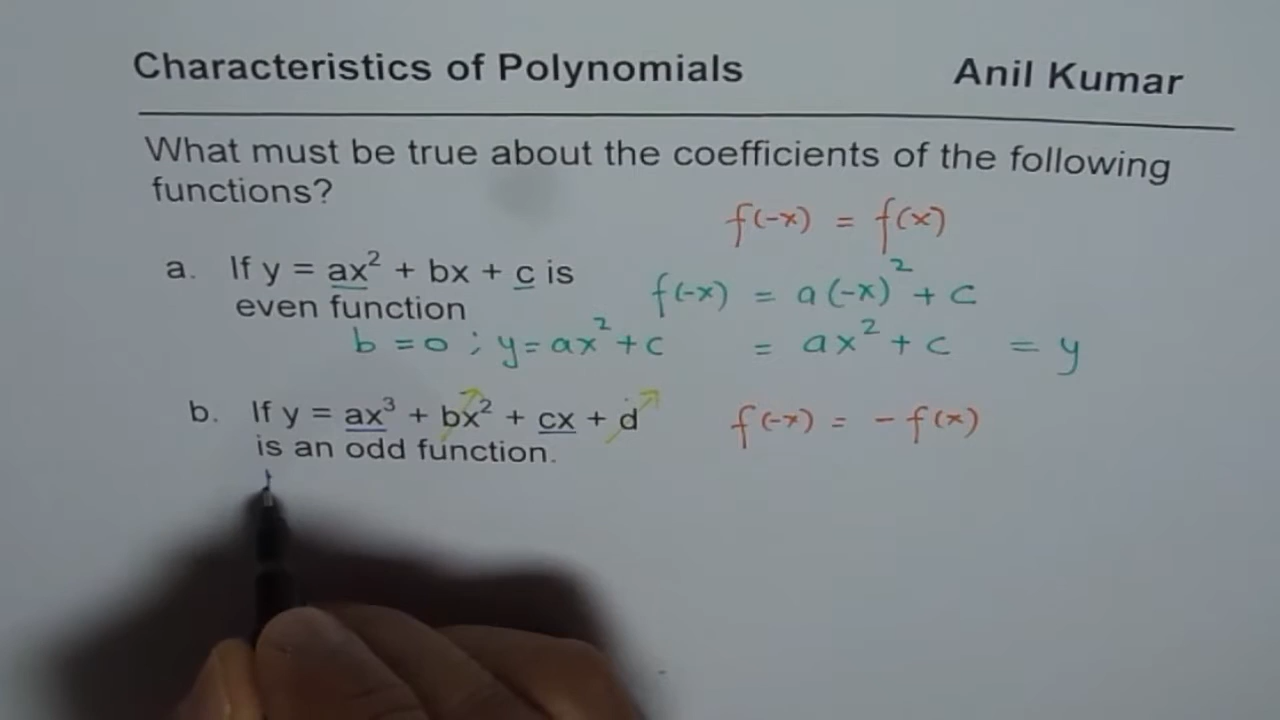 Characteristics of Polynomials Anil Kumar
What must be true about the coefficients of the following
functions?
f(-x) = f(x)
a. If y = ax² + bx + c is
even function
f(-x) = a(-x)² + c
b = 0 ; y = ax² + c
= ax² + c = y
b. If y = ax³ + bx² + cx + d
is an odd function.
f(-x) = - f(x)